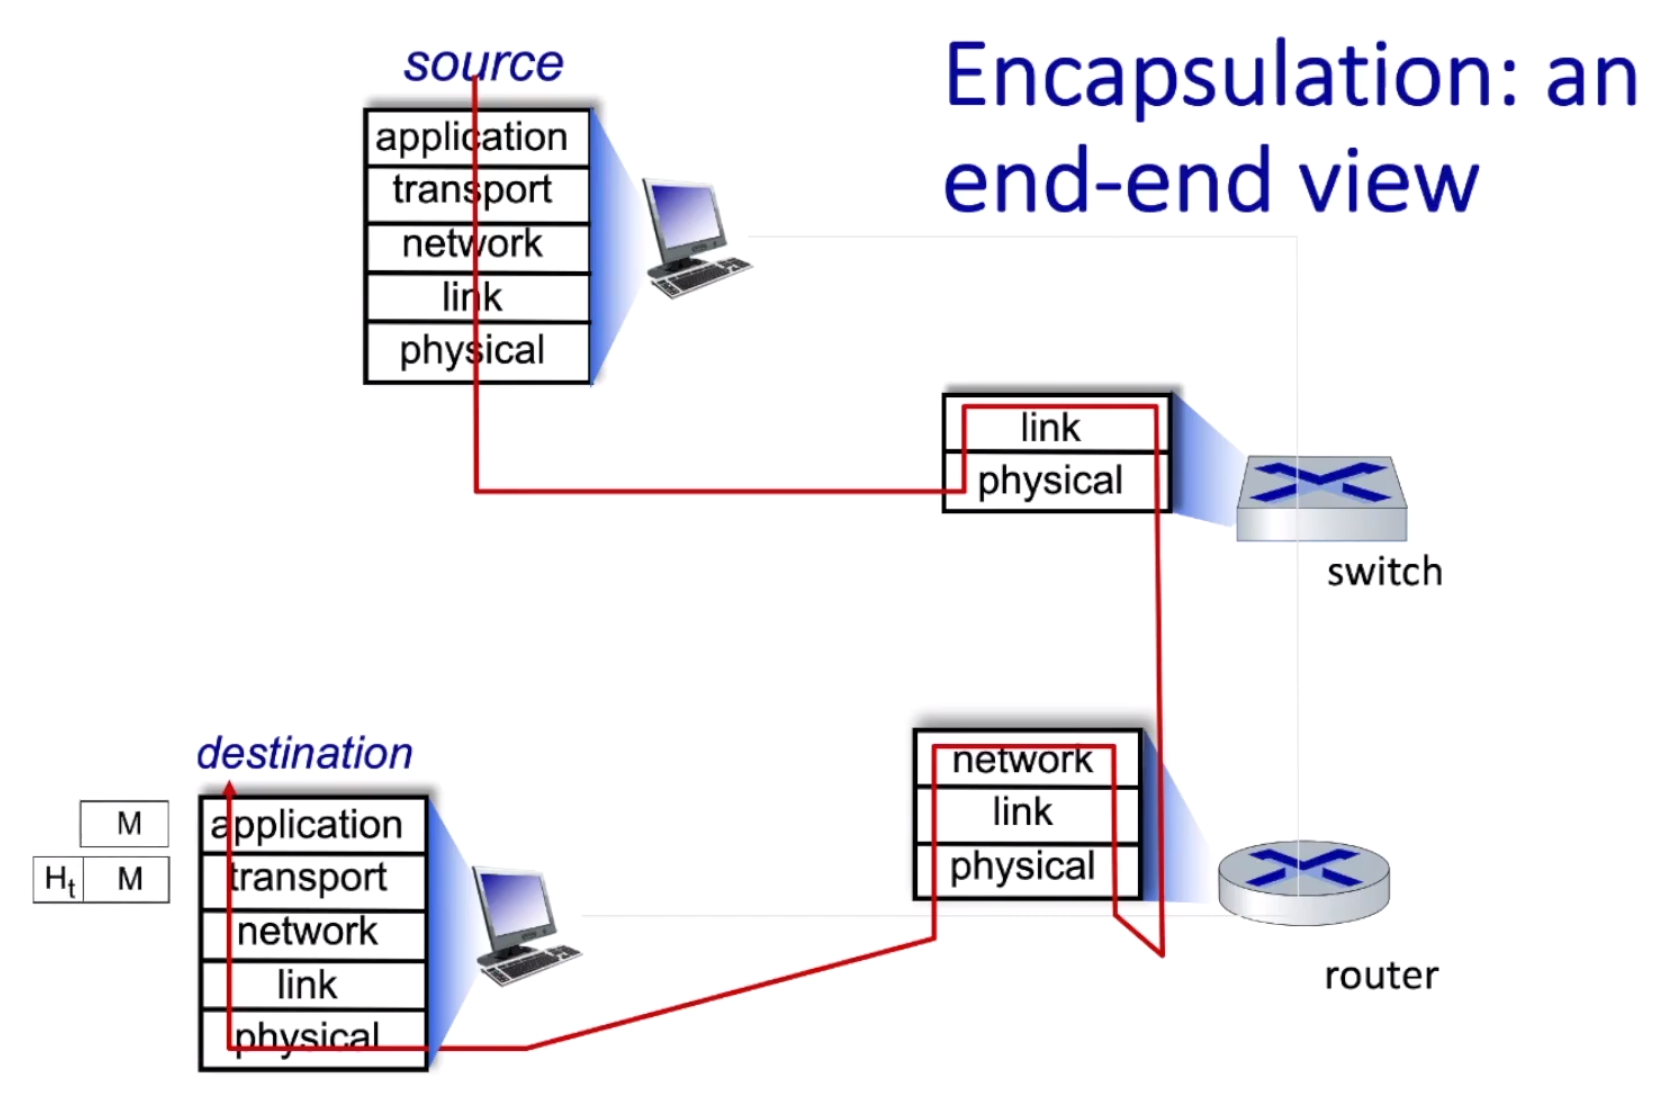 source
Encapsulation: an
end-end view
application
transport
network
link
physical
link
physical
switch
network
link
physical
router
destination
M
application
Ht M
transport
network
link
physical